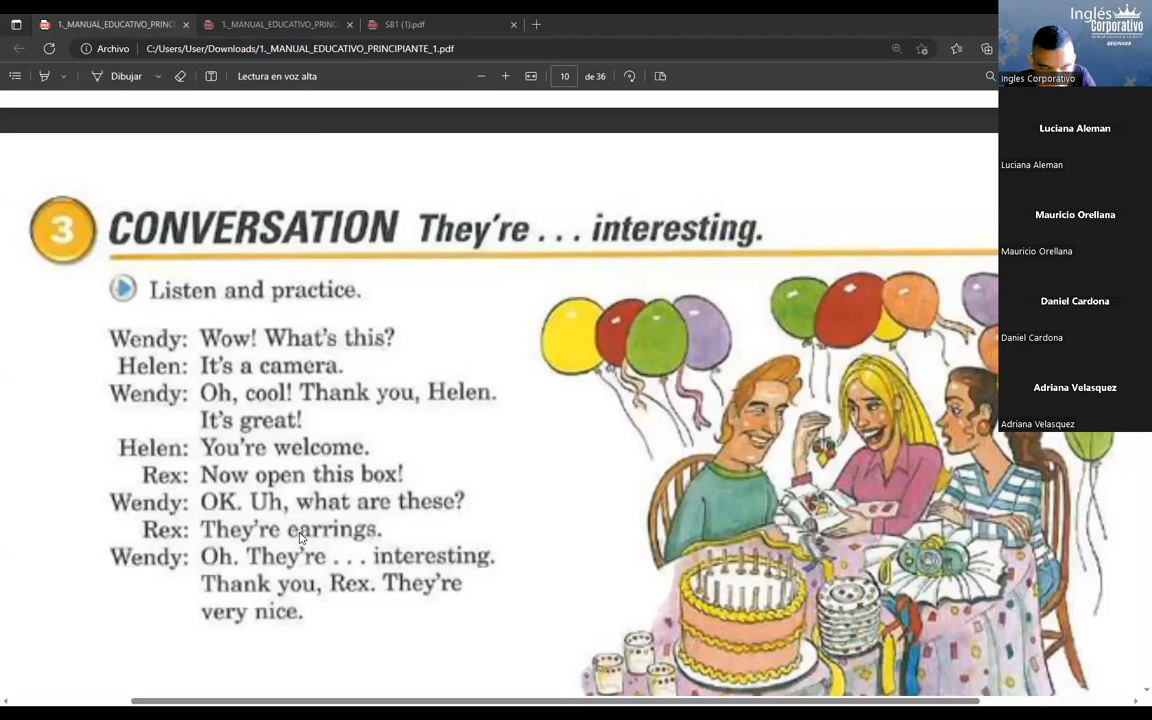 1._MANUAL_EDUCATIVO_PRINC
1._MANUAL_EDUCATIVO_PRINC
SB1 (1).pdf
Archivo
C:/Users/User/Downloads/1._MANUAL_EDUCATIVO_PRINCIPIANTE_1.pdf
Dibujar
Lectura en voz alta
10
de 36
Inglés
Corporativo
BEGINNER
Ingles Corporativo
Luciana Aleman
Luciana Aleman
Mauricio Orellana
Mauricio Orellana
Daniel Cardona
Daniel Cardona
Adriana Velasquez
Adriana Velasquez
3 CONVERSATION They're . . . interesting.
Listen and practice.
Wendy: Wow! What's this?
Helen: It's a camera.
Wendy: Oh, cool! Thank you, Helen.
It's great!
Helen: You're welcome.
Rex: Now open this box!
Wendy: OK. Uh, what are these?
Rex: They're earrings.
Wendy: Oh. They're . . . interesting.
Thank you, Rex. They're
very nice.